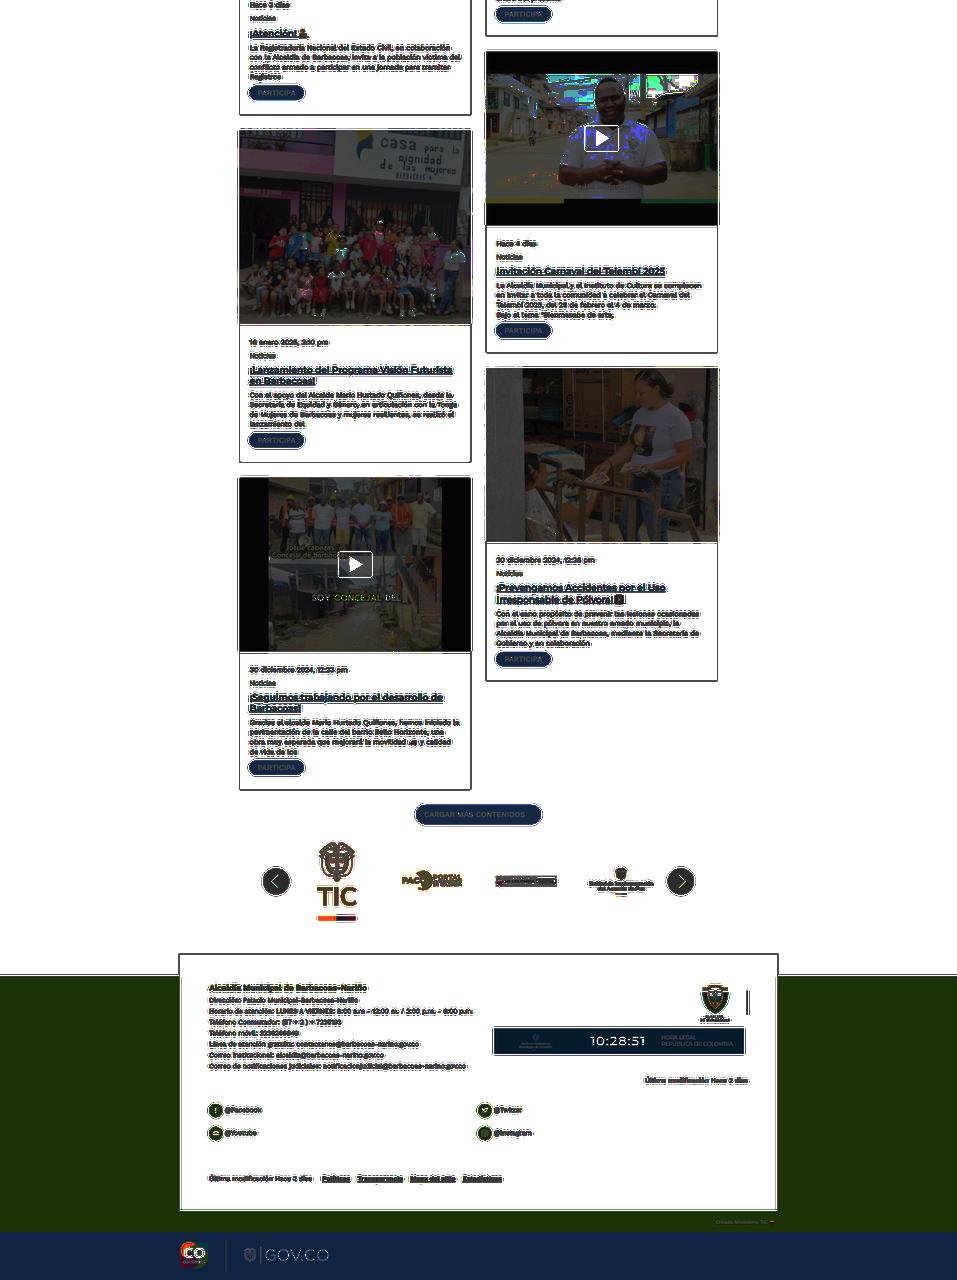 Hace 3 días
Noticias
¡Atención!
La Registraduría Nacional del Estado Civil, en colaboración
con la Alcaldía de Barbacoas, invita a la población víctima del
conflicto armado a participar en una jornada para tramitar
Registros
PARTICIPA
casa para la
dignidad
de las mujeres
BARBACOAS
16 enero 2025, 3:10 pm
Noticias
¡Lanzamiento del Programa Visión Futurista
en Barbacoas!
Con el apoyo del Alcalde Mario Hurtado Quiñones, desde la
Secretaría de Equidad y Género, en articulación con la Tonga
de Mujeres de Barbacoas y mujeres resilientes, se realizó el
lanzamiento del
PARTICIPA
Josué Cabezas
Concejal de Barbacoas
SOY CONCEJAL DEL
30 diciembre 2024, 12:33 pm
Noticias
¡Seguimos trabajando por el desarrollo de
Barbacoas!
Gracias al alcalde Mario Hurtado Quiñones, hemos iniciado la
pavimentación de la calle del barrio Bello Horizonte, una
obra muy esperada que mejorará la movilidad y calidad
de vida de los
PARTICIPA
PARTICIPA
Hace 4 días
Noticias
Invitación Carnaval del Telembí 2025
La Alcaldía Municipal y el Instituto de Cultura se complacen
en invitar a toda la comunidad a celebrar el Carnaval del
Telembí 2025, del 28 de febrero al 4 de marzo.
Bajo el tema "Bienmesabe de arte,
PARTICIPA
30 diciembre 2024, 12:26 pm
Noticias
¡Prevengamos Accidentes por el Uso
Irresponsable de Pólvora!
Con el sano propósito de prevenir las lesiones ocasionadas
por el uso de pólvora en nuestro amado municipio, la
Alcaldía Municipal de Barbacoas, mediante la Secretaría de
Gobierno y en colaboración
PARTICIPA
CARGAR MÁS CONTENIDOS
TIC
PACO PORTAL
Alcaldía Municipal de Barbacoas-Nariño
Dirección: Palacio Municipal-Barbacoas-Nariño
Horario de atención: LUNES A VIERNES: 8:00 a.m - 12:00 m. / 2:00 p.m. - 6:00 p.m.
Teléfono Conmutador:
Teléfono móvil:
Línea de atención gratuita: contactenos@barbacoas-narino.gov.co
Correo institucional: alcaldia@barbacoas-narino.gov.co
Correo de notificaciones judiciales: notificacionjudicial@barbacoas-narino.gov.co
10:28:51
HORA LEGAL
REPÚBLICA DE COLOMBIA
Última modificación Hace 2 días
@Facebook
@Twitter
@Youtube
@Instagram
Última modificación Hace 2 días Políticas Transparencia Mapa del sitio Estadísticas
Creado Ministerio TIC
CO
COLOMBIA
GOV.CO